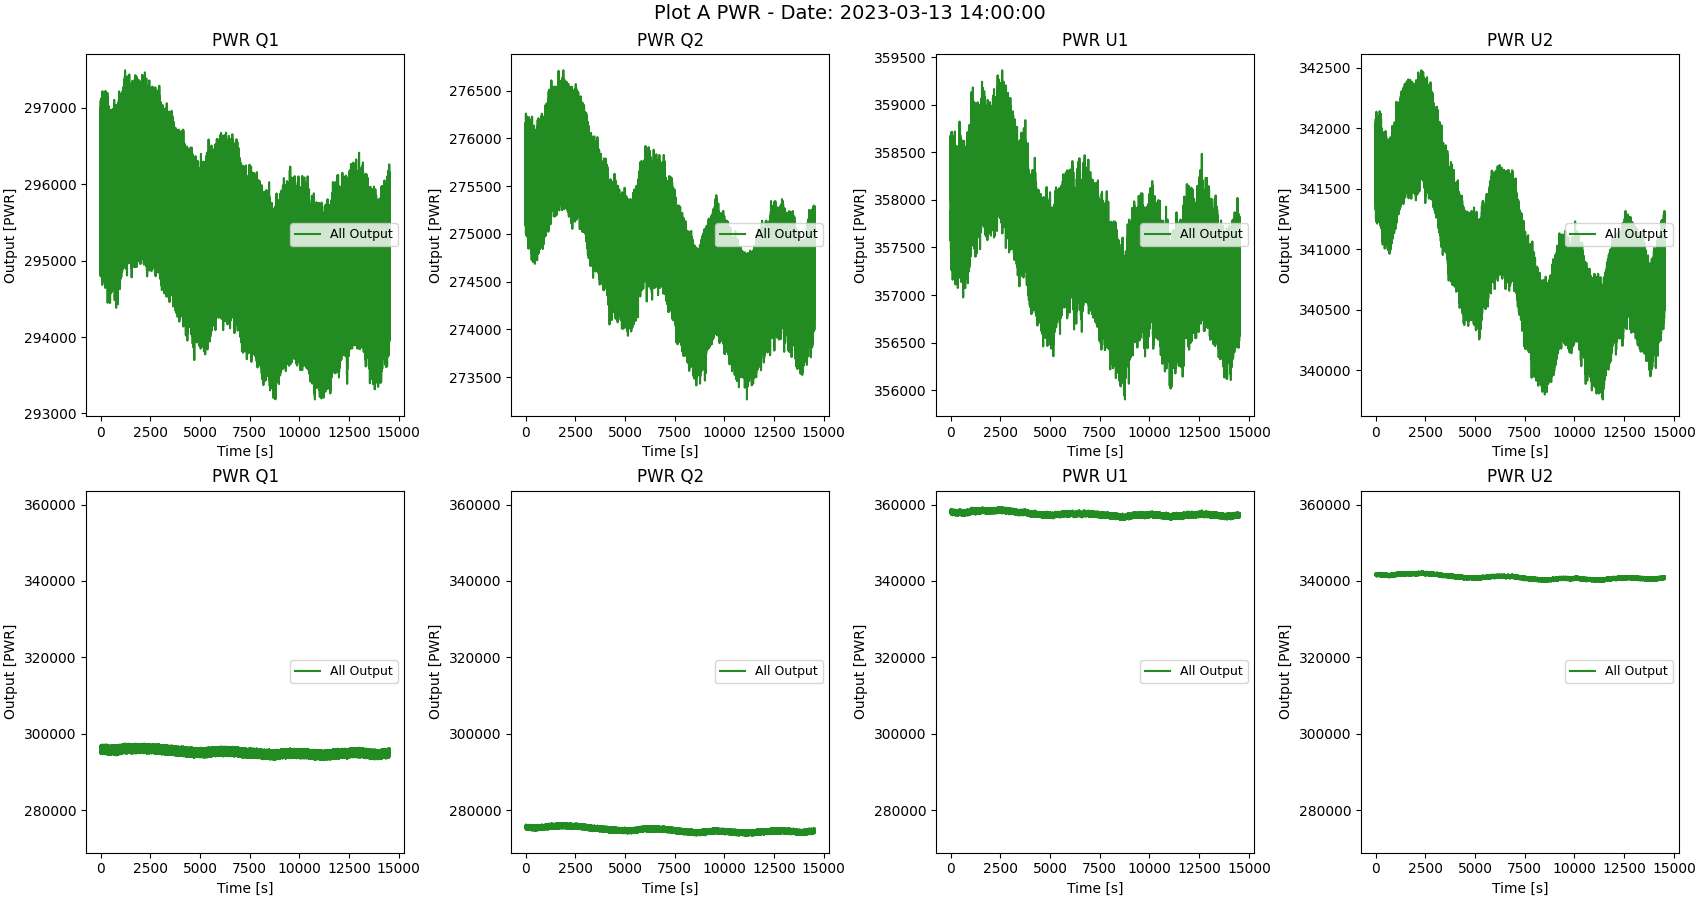 Plot A PWR - Date: 2023-03-13 14:00:00
PWR Q1
PWR Q2
PWR U1
PWR U2
Output [PWR]
297000
296000
295000
294000
293000
All Output
0 2500 5000 7500 10000 12500 15000
Time [s]
Output [PWR]
276500
276000
275500
275000
274500
274000
273500
All Output
0 2500 5000 7500 10000 12500 15000
Time [s]
Output [PWR]
359500
359000
358500
358000
357500
357000
356500
356000
All Output
0 2500 5000 7500 10000 12500 15000
Time [s]
Output [PWR]
342500
342000
341500
341000
340500
340000
All Output
0 2500 5000 7500 10000 12500 15000
Time [s]
PWR Q1
PWR Q2
PWR U1
PWR U2
Output [PWR]
360000
340000
320000
300000
280000
All Output
0 2500 5000 7500 10000 12500 15000
Time [s]
Output [PWR]
360000
340000
320000
300000
280000
All Output
0 2500 5000 7500 10000 12500 15000
Time [s]
Output [PWR]
360000
340000
320000
300000
280000
All Output
0 2500 5000 7500 10000 12500 15000
Time [s]
Output [PWR]
360000
340000
320000
300000
280000
All Output
0 2500 5000 7500 10000 12500 15000
Time [s]